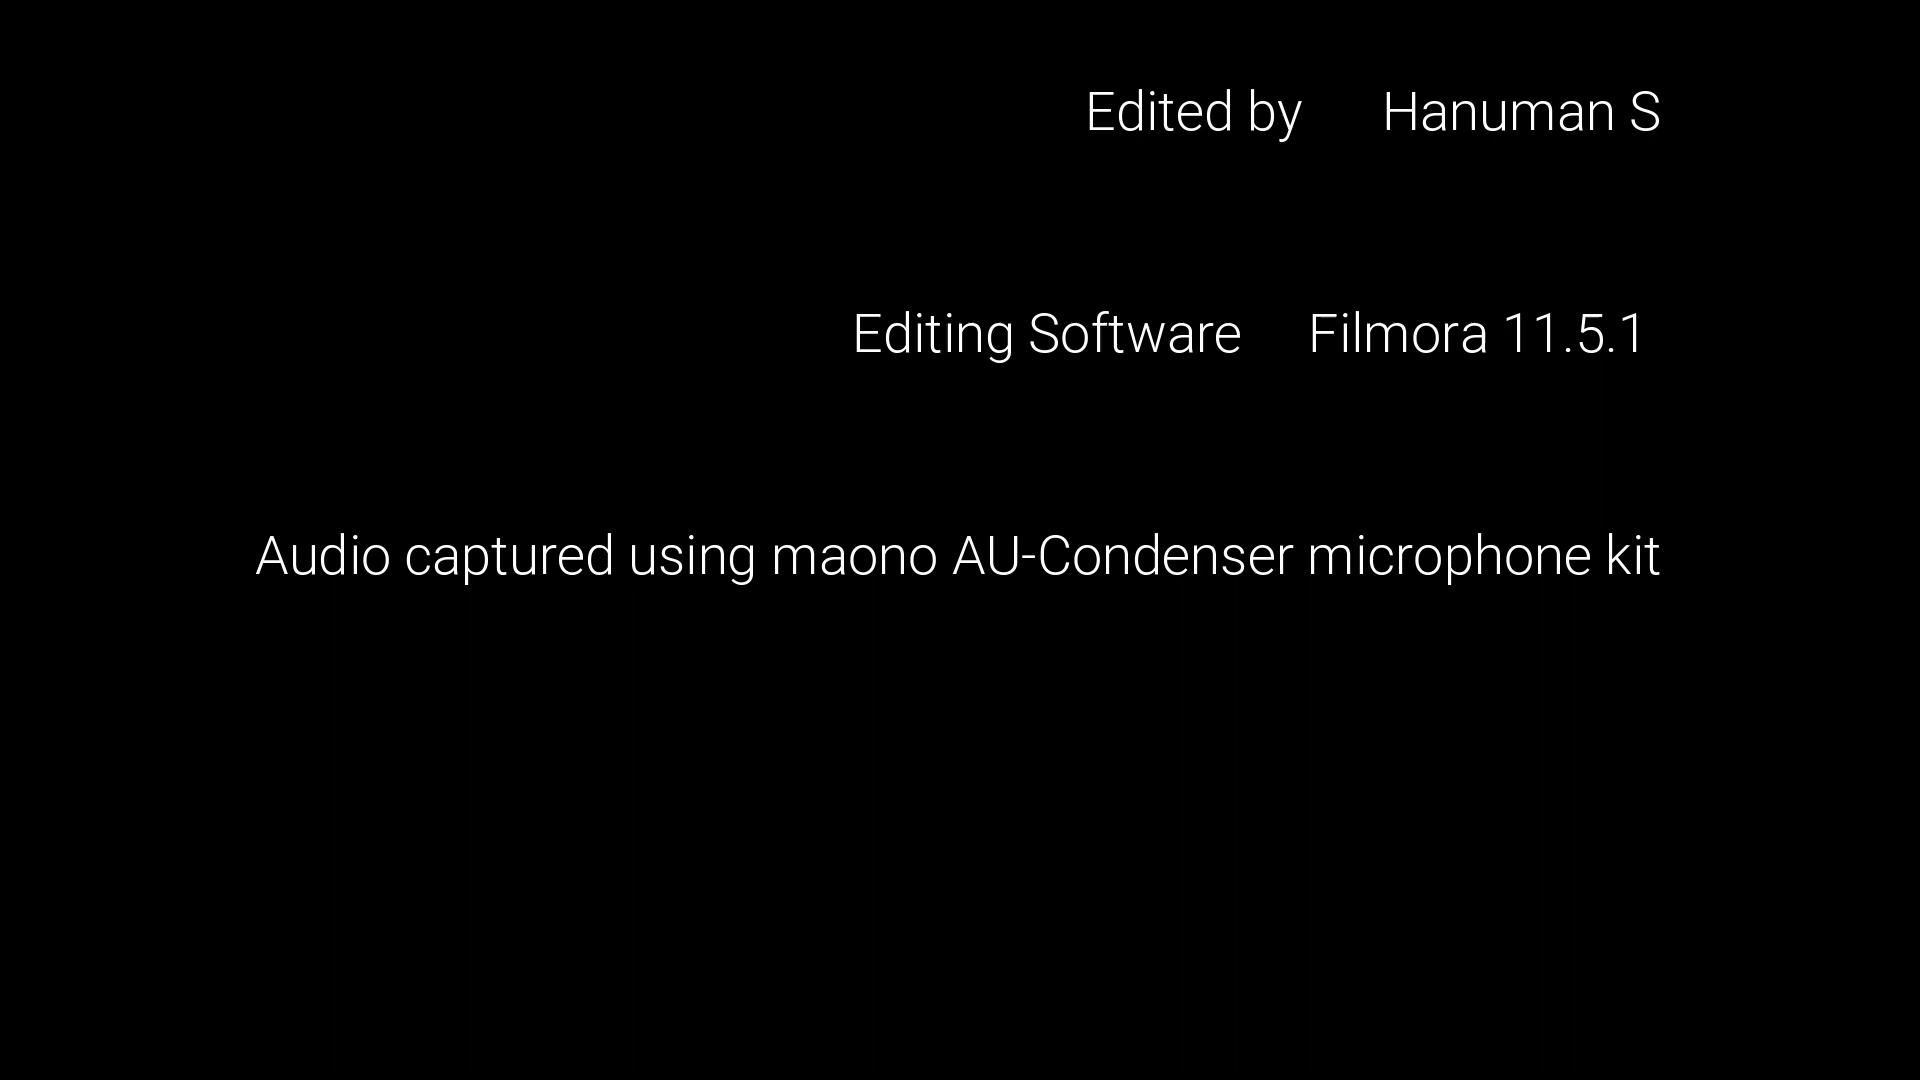 Edited by Hanuman S
Editing Software Filmora 11.5.1
Audio captured using maono AU-Condenser microphone kit